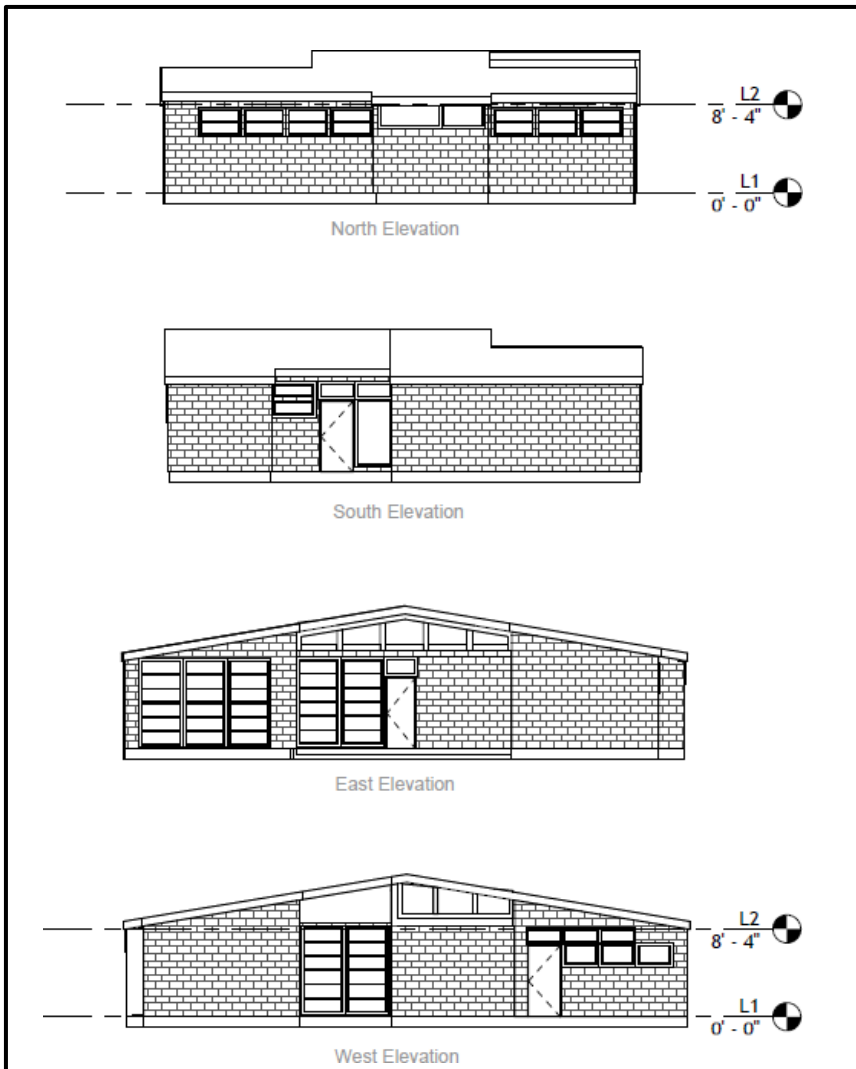 L2
8' - 4"
L1
0' - 0"
North Elevation
South Elevation
East Elevation
L2
8' - 4"
L1
0' - 0"
West Elevation